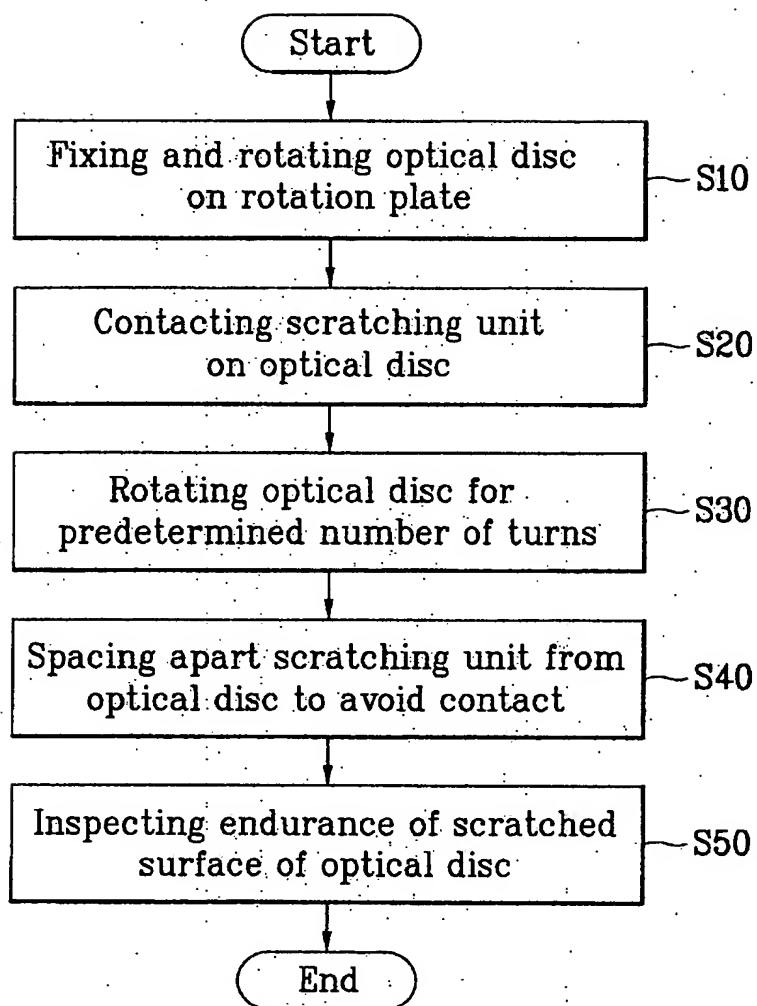 Start
Fixing and rotating optical disc
on rotation plate
S10
Contacting scratching unit
on optical disc
S20
Rotating optical disc for
predetermined number of turns
S30
Spacing apart scratching unit from
optical disc to avoid contact
S40
Inspecting endurance of scratched
surface of optical disc
S50
End